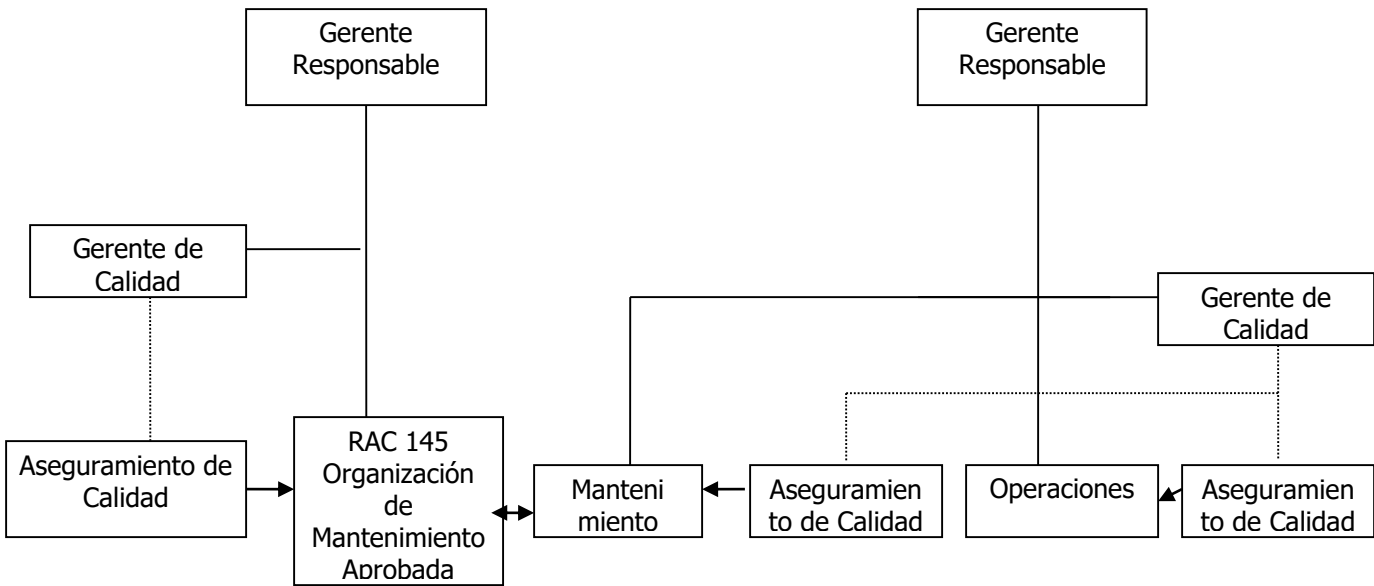 Gerente
Responsable
Gerente
Responsable
Gerente de
Calidad
Gerente de
Calidad
Aseguramiento de
Calidad
RAC 145
Organización
de
Mantenimiento
Aprobada
Manteni
miento
Aseguramien
to de Calidad
Operaciones
Aseguramien
to de Calidad